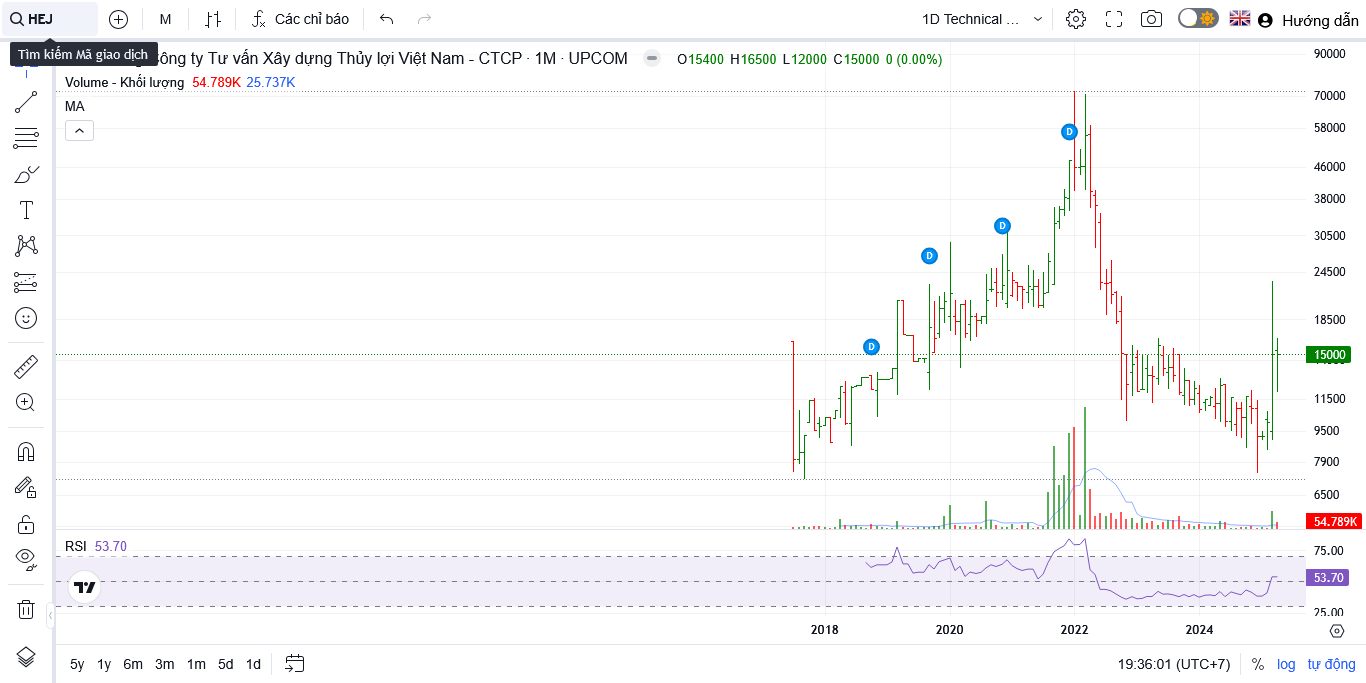 HEJ
M
Các chỉ báo
1D Technical ...
Hướng dẫn
Tìm kiếm Mã giao dịch
Công ty Tư vấn Xây dựng Thủy lợi Việt Nam - CTCP · 1M · UPCOM
O15400 H16500 L12000 C15000 0 (0.00%)
Volume - Khối lượng 54.789K 25.737K
MA
90000
70000
58000
46000
38000
30500
24500
18500
15000
11500
9500
7900
6500
54.789K
D
D
D
D
RSI 53.70
75.00
53.70
25.00
2018
2020
2022
2024
5y 1y 6m 3m 1m 5d 1d
19:36:01 (UTC+7)
% log tự động